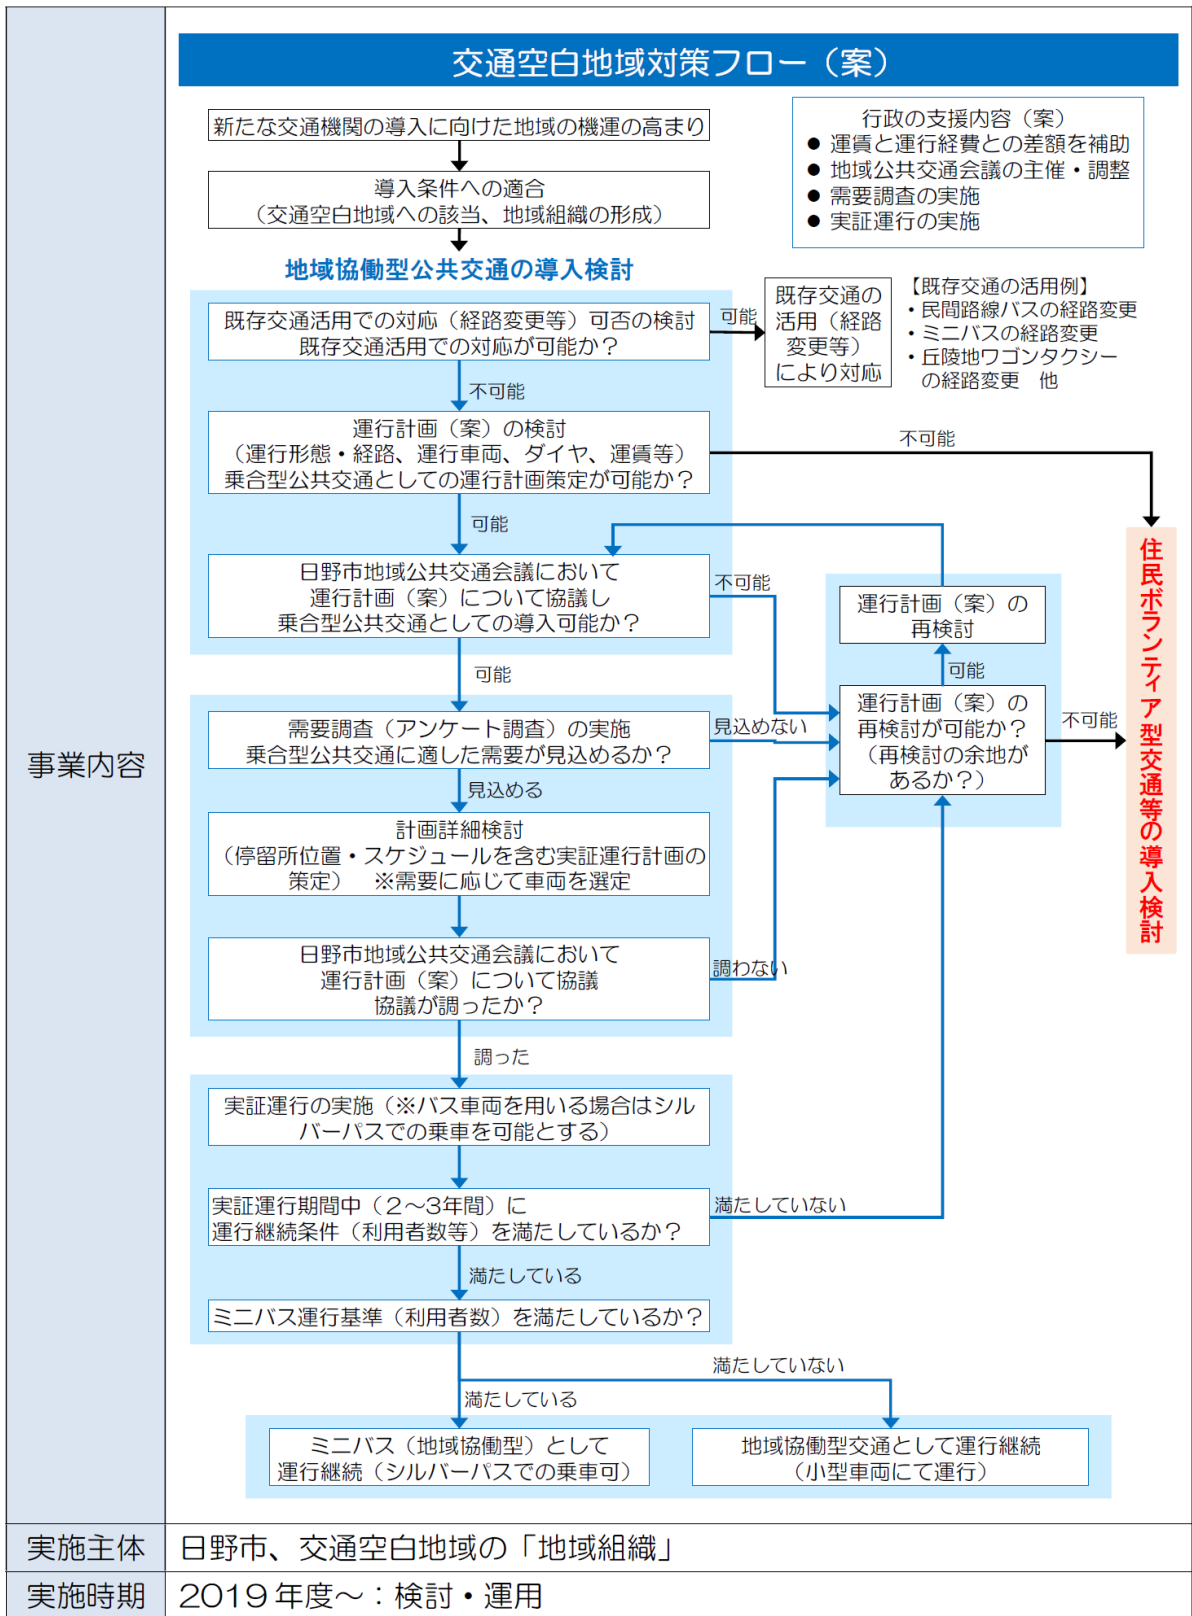 事業内容
交通空白地域対策フロー（案）
新たな交通機関の導入に向けた地域の機運の高まり
導入条件への適合
（交通空白地域への該当、地域組織の形成）
行政の支援内容（案）
● 運賃と運行経費との差額を補助
● 地域公共交通会議の主催・調整
● 需要調査の実施
● 実証運行の実施
地域協働型公共交通の導入検討
既存交通活用での対応（経路変更等）可否の検討
既存交通活用での対応が可能か？
可能
既存交通の
活用（経路
変更等）
により対応
【既存交通の活用例】
・民間路線バスの経路変更
・ミニバスの経路変更
・丘陵地ワゴンタクシー
の経路変更　他
不可能
運行計画（案）の検討
（運行形態・経路、運行車両、ダイヤ、運賃等）
乗合型公共交通としての運行計画策定が可能か？
不可能
可能
日野市地域公共交通会議において
運行計画（案）について協議し
乗合型公共交通としての導入可能か？
不可能
運行計画（案）の
再検討
可能
可能
運行計画（案）の
再検討が可能か？
（再検討の余地が
あるか？）
不可能
住民ボランティア型交通等の導入検討
需要調査（アンケート調査）の実施
乗合型公共交通に適した需要が見込めるか？
見込めない
見込める
計画詳細検討
（停留所位置・スケジュールを含む実証運行計画の
策定）　※需要に応じて車両を選定
日野市地域公共交通会議において
運行計画（案）について協議
協議が調ったか？
調わない
調った
実証運行の実施（※バス車両を用いる場合はシル
バーパスでの乗車を可能とする）
実証運行期間中（２～３年間）に
運行継続条件（利用者数等）を満たしているか？
満たしていない
満たしている
ミニバス運行基準（利用者数）を満たしているか？
満たしていない
満たしている
ミニバス（地域協働型）として
運行継続（シルバーパスでの乗車可）
地域協働型交通として運行継続
（小型車両にて運行）
実施主体
日野市、交通空白地域の「地域組織」
実施時期
2019年度～：検討・運用